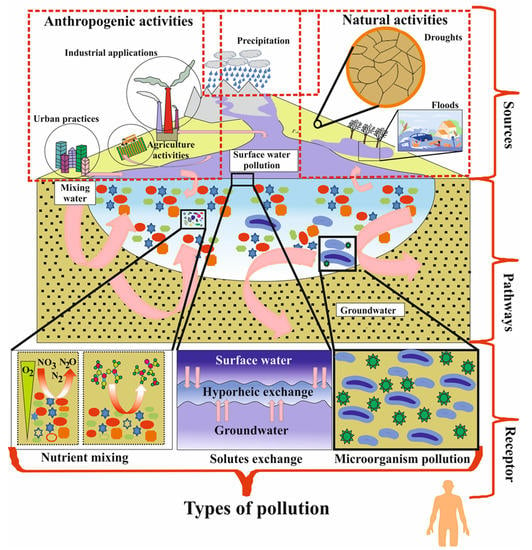 Anthropogenic activities
Natural activities
Industrial applications
Precipitation
Droughts
Urban practices
Agriculture
activities
Floods
Surface water
pollution
Mixing
water
Sources
Groundwater
Pathways
O2
NO3
N2O
N2
Surface water
Hyporheic exchange
Groundwater
Nutrient mixing
Solutes exchange
Microorganism pollution
Receptor
Types of pollution